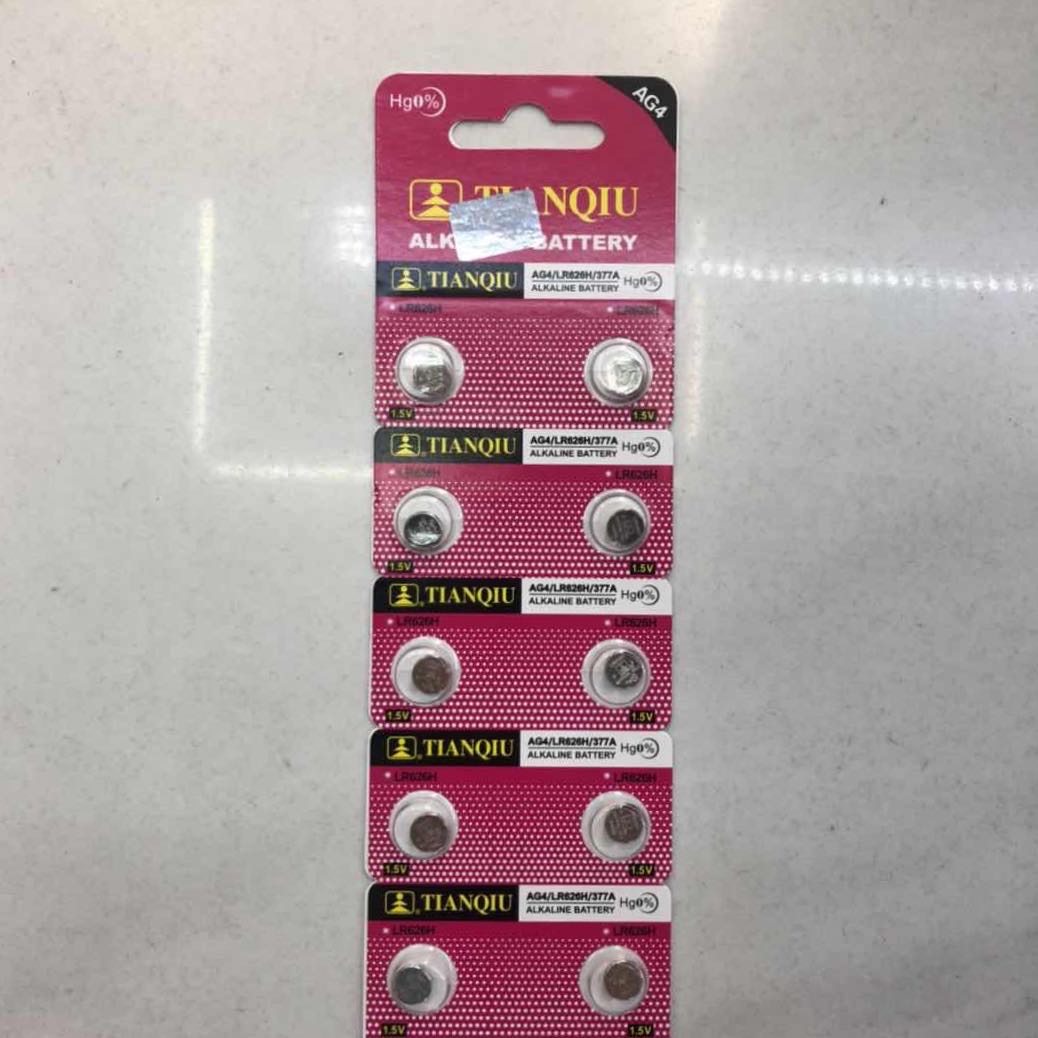 Hg0%
AG4
NQIU
BATTERY
TIANQIU AG4/LR626H/377A Hg0%
ALKALINE BATTERY
LR626H LR626H
1.5V 1.5V
TIANQIU AG4/LR626H/377A Hg0%
ALKALINE BATTERY
LR626H LR626H
1.5V 1.5V
TIANQIU AG4/LR626H/377A Hg0%
ALKALINE BATTERY
LR626H LR626H
1.5V 1.5V
TIANQIU AG4/LR626H/377A Hg0%
ALKALINE BATTERY
LR626H LR626H
1.5V 1.5V
TIANQIU AG4/LR626H/377A Hg0%
ALKALINE BATTERY
LR626H LR626H
1.5V 1.5V